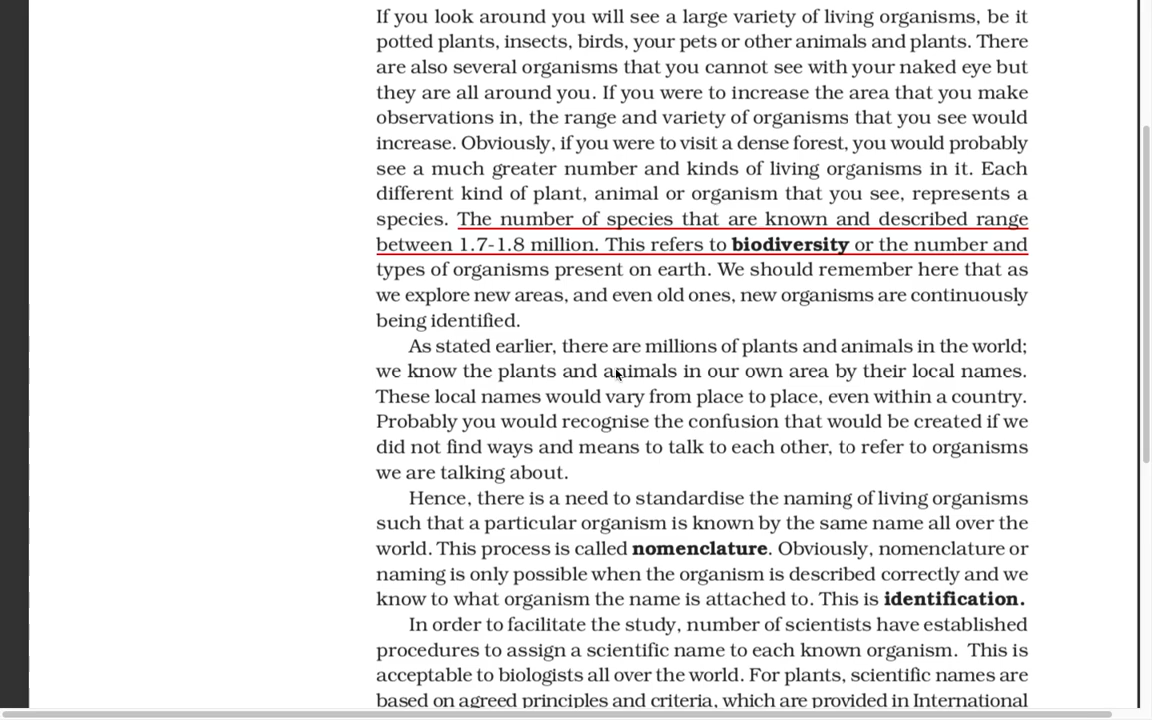 If you look around you will see a large variety of living organisms, be it
potted plants, insects, birds, your pets or other animals and plants. There
are also several organisms that you cannot see with your naked eye but
they are all around you. If you were to increase the area that you make
observations in, the range and variety of organisms that you see would
increase. Obviously, if you were to visit a dense forest, you would probably
see a much greater number and kinds of living organisms in it. Each
different kind of plant, animal or organism that you see, represents a
species. The number of species that are known and described range
between 1.7-1.8 million. This refers to biodiversity or the number and
types of organisms present on earth. We should remember here that as
we explore new areas, and even old ones, new organisms are continuously
being identified.
As stated earlier, there are millions of plants and animals in the world;
we know the plants and animals in our own area by their local names.
These local names would vary from place to place, even within a country.
Probably you would recognise the confusion that would be created if we
did not find ways and means to talk to each other, to refer to organisms
we are talking about.
Hence, there is a need to standardise the naming of living organisms
such that a particular organism is known by the same name all over the
world. This process is called nomenclature. Obviously, nomenclature or
naming is only possible when the organism is described correctly and we
know to what organism the name is attached to. This is identification.
In order to facilitate the study, number of scientists have established
procedures to assign a scientific name to each known organism. This is
acceptable to biologists all over the world. For plants, scientific names are
based on agreed principles and criteria, which are provided in International